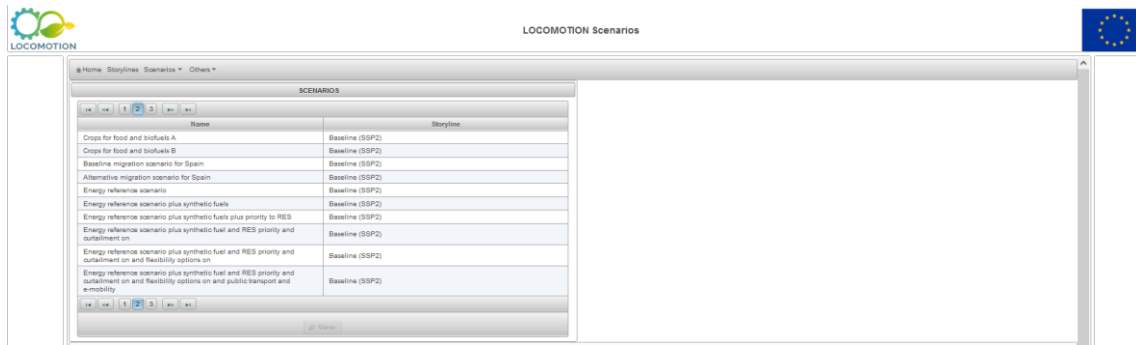 LOCOMOTION
LOCOMOTION Scenarios
Home Storylines Scenarios Others
SCENARIOS
1 2 3
Name Storyline
Crops for food and biofuels A Baseline (SSP2)
Crops for food and biofuels B Baseline (SSP2)
Baseline migration scenario for Spain Baseline (SSP2)
Alternative migration scenario for Spain Baseline (SSP2)
Energy reference scenario Baseline (SSP2)
Energy reference scenario plus synthetic fuels Baseline (SSP2)
Energy reference scenario plus synthetic fuels plus priority to RES Baseline (SSP2)
Energy reference scenario plus synthetic fuel and RES priority and
curtailment on Baseline (SSP2)
Energy reference scenario plus synthetic fuel and RES priority and
curtailment on and flexibility options on Baseline (SSP2)
Energy reference scenario plus synthetic fuel and RES priority and
curtailment on and flexibility options on and public transport and
e-mobility Baseline (SSP2)
1 2 3
View